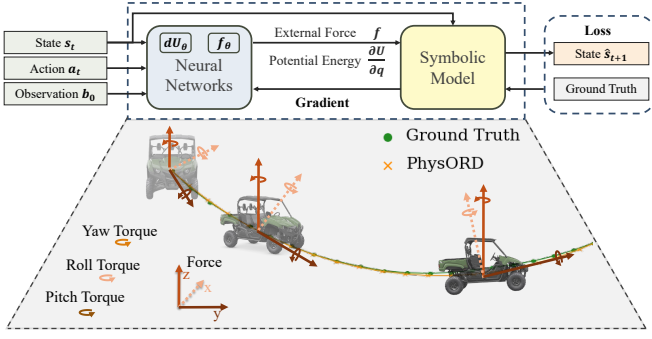 State s_t
Action a_t
Observation b_0
dU_θ
f_θ
Neural
Networks
External Force f
Potential Energy ∂U/∂q
Gradient
Symbolic
Model
Loss
State ŝ_{t+1}
Ground Truth
Ground Truth
PhysORD
Yaw Torque
Roll Torque
Pitch Torque
Force
z
x
y